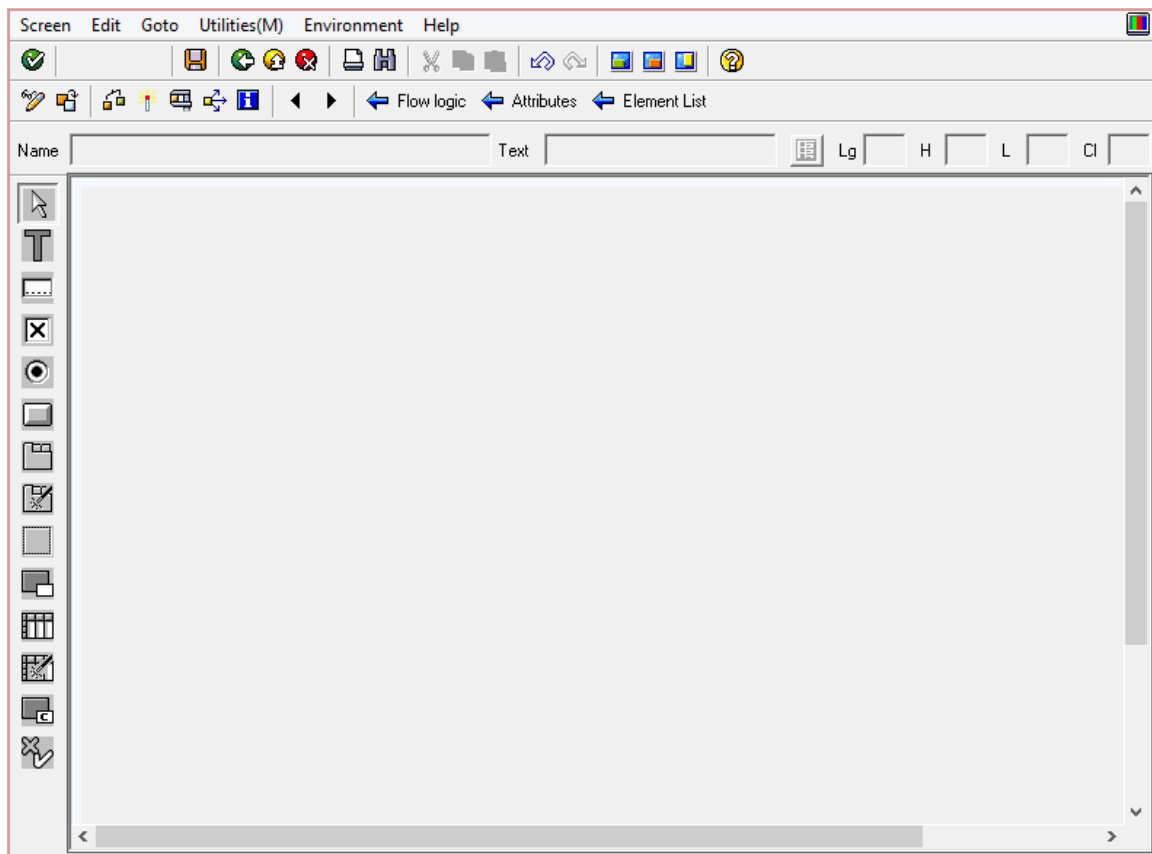 Screen Edit Goto Utilities(M) Environment Help
Flow logic Attributes Element List
Name Text Lg H L Cl